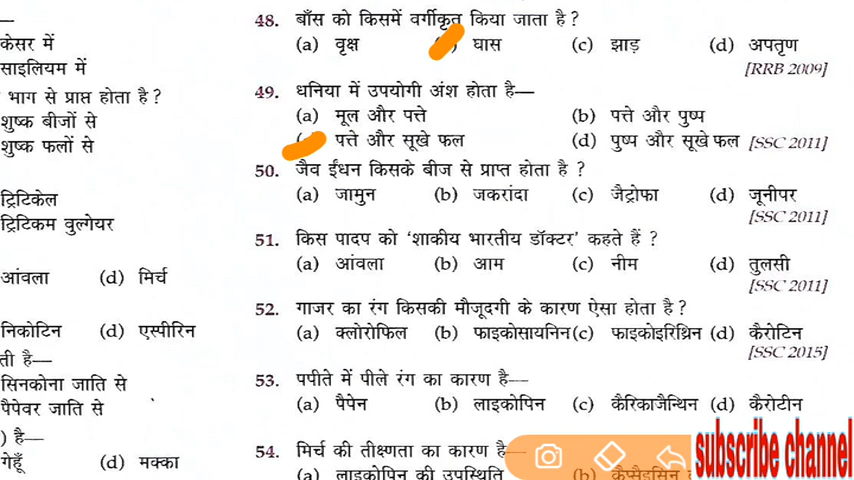 केसर में
साइलियम में
भाग से प्राप्त होता है ?
शुष्क बीजों से
शुष्क फलों से
ट्रिटिकेल
ट्रिटिकम वुल्गेयर
आंवला (d) मिर्च
निकोटिन (d) एस्पीरिन
ती है—
सिनकोना जाति से
पैपेवर जाति से
) है—
गेहूँ (d) मक्का
48. बाँस को किसमें वर्गीकृत किया जाता है ?
(a) वृक्ष घास (c) झाड़ (d) अपतृण
[RRB 2009]
49. धनिया में उपयोगी अंश होता है—
(a) मूल और पत्ते (b) पत्ते और पुष्प
पत्ते और सूखे फल (d) पुष्प और सूखे फल [SSC 2011]
50. जैव ईंधन किसके बीज से प्राप्त होता है ?
(a) जामुन (b) जकरांदा (c) जैट्रोफा (d) जूनीपर
[SSC 2011]
51. किस पादप को ‘शाकीय भारतीय डॉक्टर’ कहते हैं ?
(a) आंवला (b) आम (c) नीम (d) तुलसी
[SSC 2011]
52. गाजर का रंग किसकी मौजूदगी के कारण ऐसा होता है ?
(a) क्लोरोफिल (b) फाइकोसायनिन (c) फाइकोइरिथ्रिन (d) कैरोटिन
[SSC 2015]
53. पपीते में पीले रंग का कारण है—
(a) पैपेन (b) लाइकोपिन (c) कैरिकाजैन्थिन (d) कैरोटीन
54. मिर्च की तीक्ष्णता का कारण है—
(a) लाइकोपिन की उपस्थिति (b) कैप्सैइसिन
subscribe channel